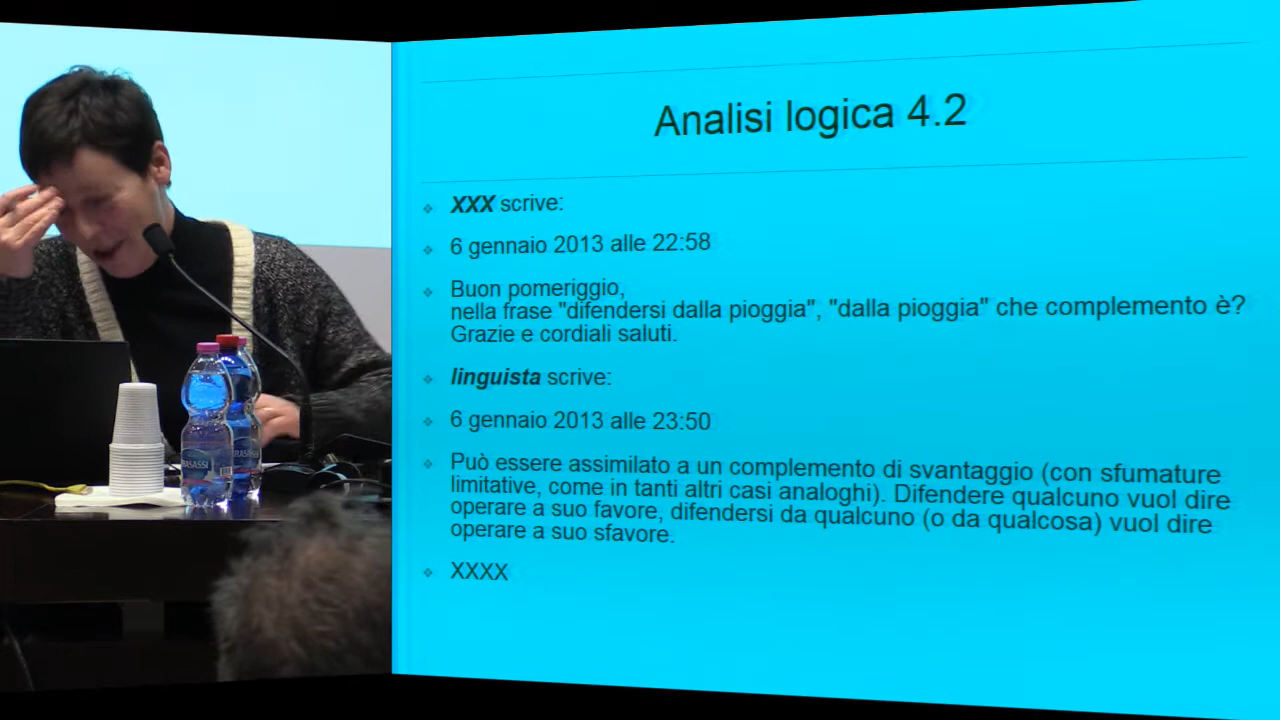 Analisi logica 4.2
XXX scrive:
6 gennaio 2013 alle 22:58
Buon pomeriggio,
nella frase "difendersi dalla pioggia", "dalla pioggia" che complemento è?
Grazie e cordiali saluti.
linguista scrive:
6 gennaio 2013 alle 23:50
Può essere assimilato a un complemento di svantaggio (con sfumature
limitative, come in tanti altri casi analoghi). Difendere qualcuno vuol dire
operare a suo favore, difendersi da qualcuno (o da qualcosa) vuol dire
operare a suo sfavore.
XXXX